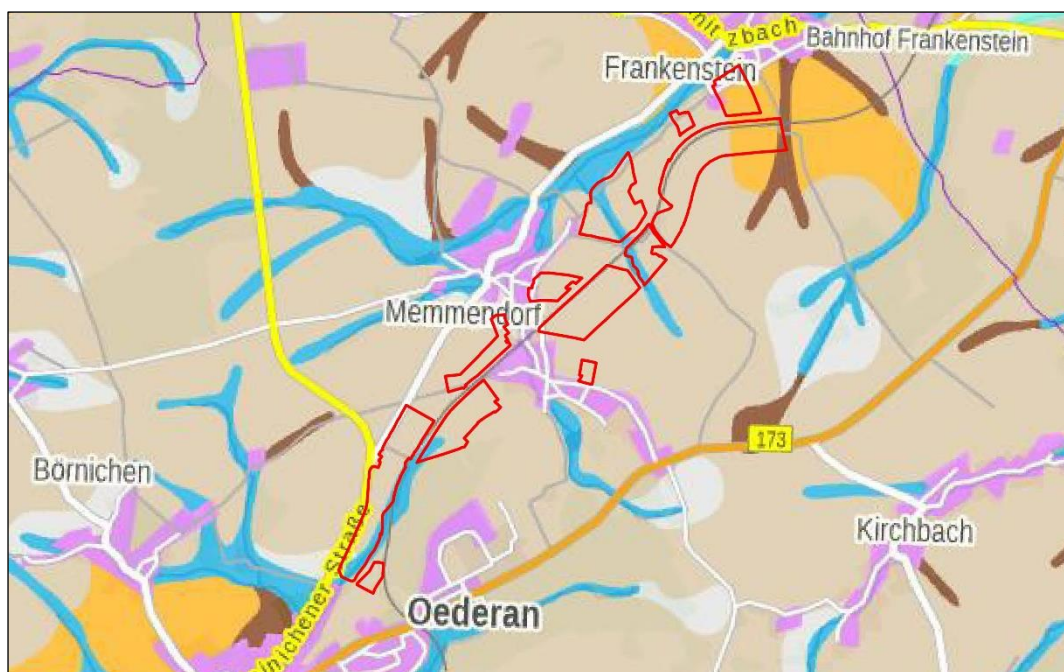 Bahnhof Frankenstein
Frankenstein
Memmendorf
173
Börnichen
Kirchbach
Oederan